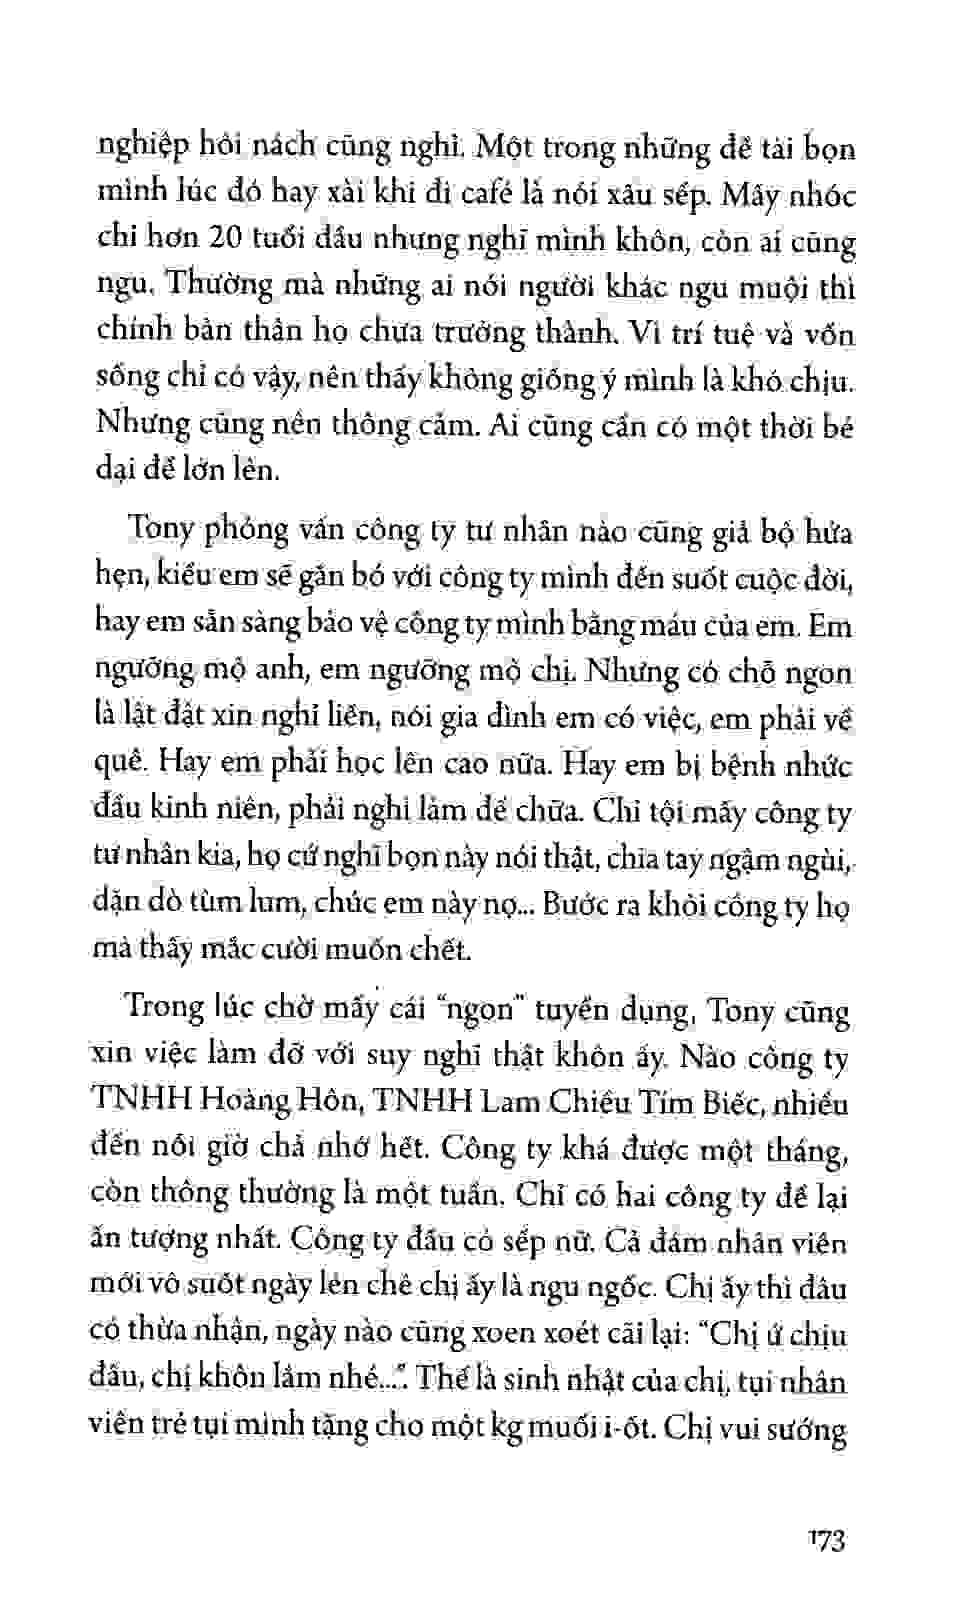 nghiệp hôi nách cũng nghỉ. Một trong những đề tài bọn
mình lúc đó hay xài khi đi café là nói xấu sếp. Mấy nhóc
chỉ hơn 20 tuổi đầu nhưng nghĩ mình khôn, còn ai cũng
ngu. Thường mà những ai nói người khác ngu muội thì
chính bản thân họ chưa trưởng thành. Vì trí tuệ và vốn
sống chỉ có vậy, nên thấy không giống ý mình là khó chịu.
Nhưng cũng nên thông cảm. Ai cũng cần có một thời bé
dại để lớn lên.
Tony phỏng vấn công ty tư nhân nào cũng giả bộ hứa
hẹn, kiểu em sẽ gắn bó với công ty mình đến suốt cuộc đời,
hay em sẵn sàng bảo vệ công ty mình bằng máu của em. Em
ngưỡng mộ anh, em ngưỡng mộ chị. Nhưng có chỗ ngon
là lật đật xin nghỉ liền, nói gia đình em có việc, em phải về
quê. Hay em phải học lên cao nữa. Hay em bị bệnh nhức
đầu kinh niên, phải nghỉ làm để chữa. Chỉ tội mấy công ty
tư nhân kia, họ cứ nghĩ bọn này nói thật, chia tay ngậm ngùi,
dặn dò tùm lum, chúc em này nọ... Bước ra khỏi công ty họ
mà thấy mắc cười muốn chết.
Trong lúc chờ mấy cái “ngon” tuyển dụng, Tony cũng
xin việc làm đỡ với suy nghĩ thật khôn ấy. Nào công ty
TNHH Hoàng Hôn, TNHH Lam Chiều Tím Biếc, nhiều
đến nỗi giờ chả nhớ hết. Công ty khá được một tháng,
còn thông thường là một tuần. Chỉ có hai công ty để lại
ấn tượng nhất. Công ty đầu có sếp nữ. Cả đám nhân viên
mới vô suốt ngày lén chê chị ấy là ngu ngốc. Chị ấy thì đâu
có thừa nhận, ngày nào cũng xoen xoét cãi lại: “Chị ứ chịu
đâu, chị khôn lắm nhé...”. Thế là sinh nhật của chị, tụi nhân
viên trẻ tụi mình tặng cho một kg muối i-ốt. Chị vui sướng
173